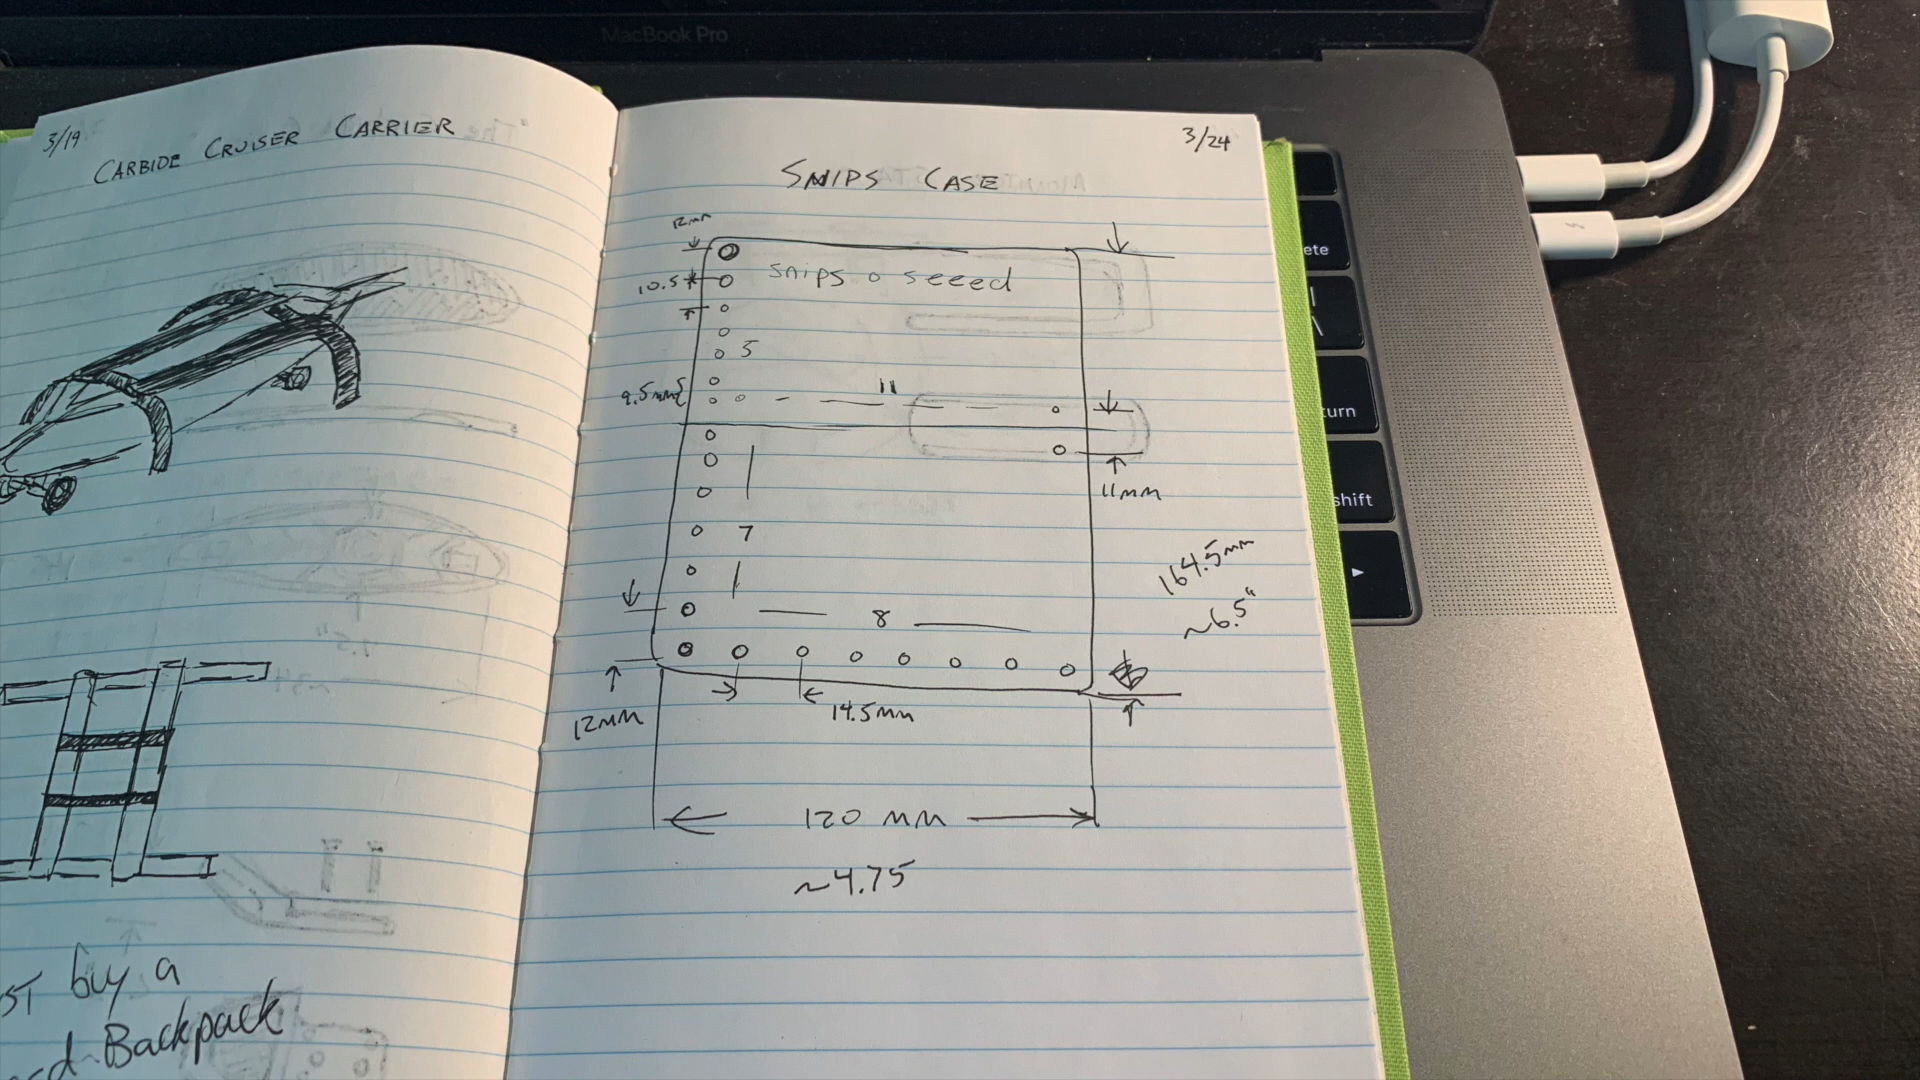 MacBook Pro
3/19
CARBIDE CRUISER CARRIER
buy a
Backpack
3/24
SNIPS CASE
12mm
snips o seeed
10.5
5
9.5mm
11
7
11mm
164.5mm
~6.5"
8
12mm
14.5mm
120 mm
~4.75
ete
|
\
turn
shift